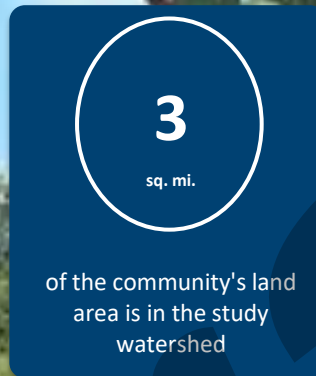 3
sq. mi.
of the community's land
area is in the study
watershed